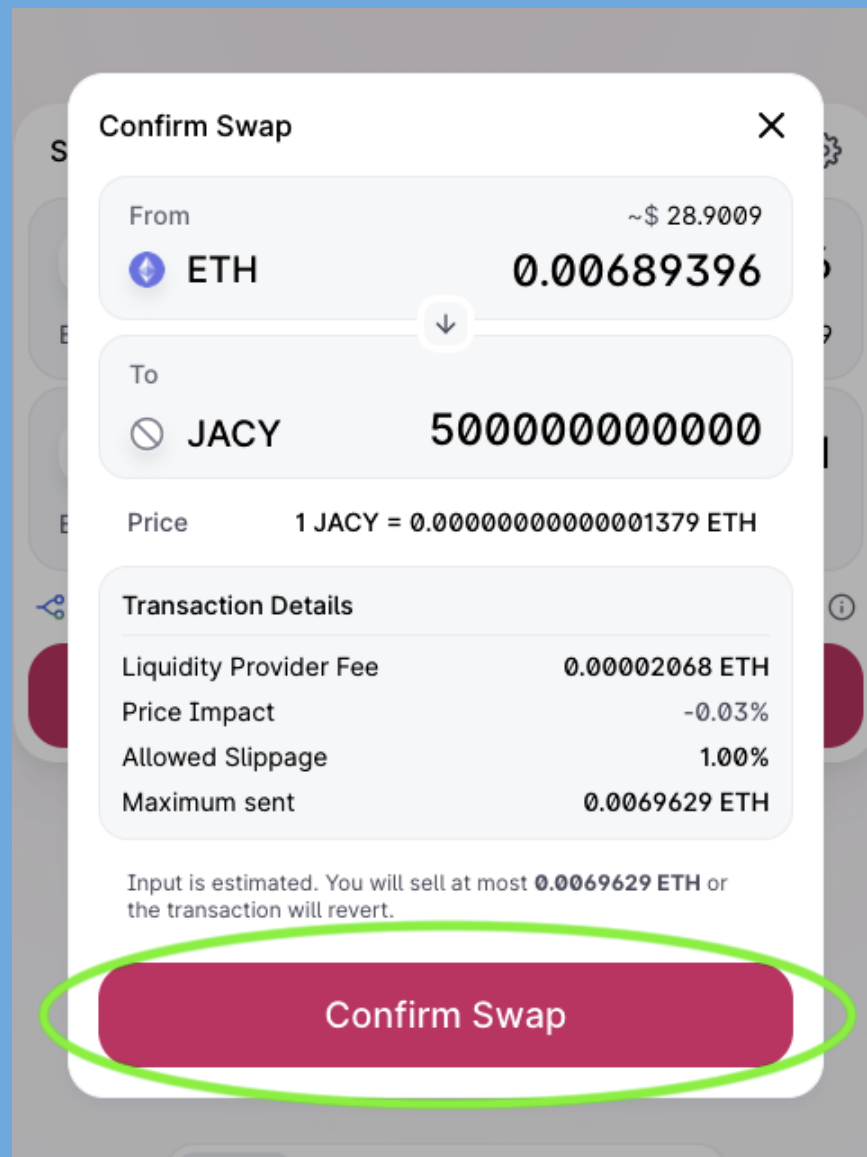 Confirm Swap
From ~$ 28.9009
ETH 0.00689396
To
JACY 500000000000
Price 1 JACY = 0.00000000000001379 ETH
Transaction Details
Liquidity Provider Fee 0.00002068 ETH
Price Impact -0.03%
Allowed Slippage 1.00%
Maximum sent 0.0069629 ETH
Input is estimated. You will sell at most 0.0069629 ETH or
the transaction will revert.
Confirm Swap